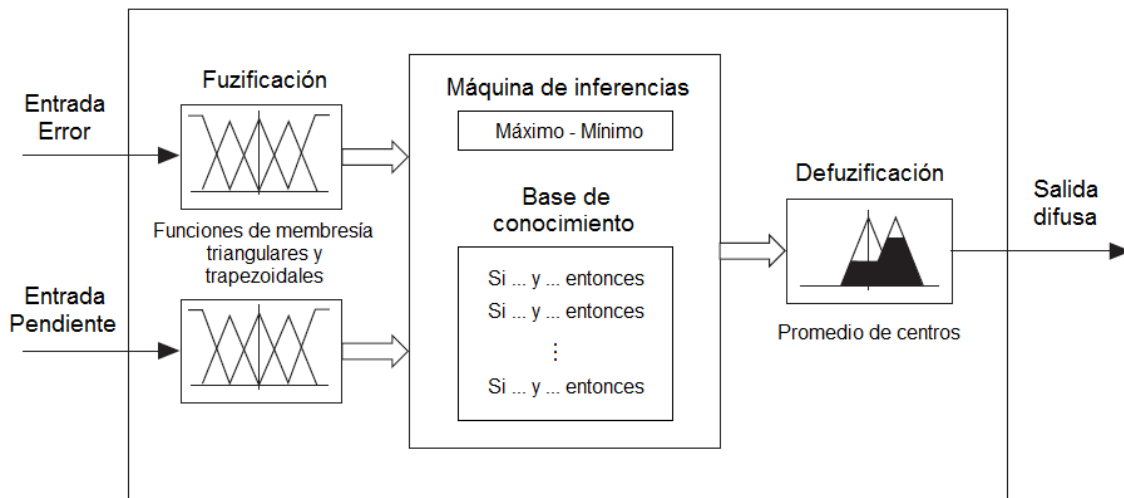 Entrada
Error
Fuzificación
Funciones de membresía
triangulares y
trapezoidales
Entrada
Pendiente
Máquina de inferencias
Máximo - Mínimo
Base de
conocimiento
Si ... y ... entonces
Si ... y ... entonces
⋮
Si ... y ... entonces
Defuzificación
Promedio de centros
Salida
difusa